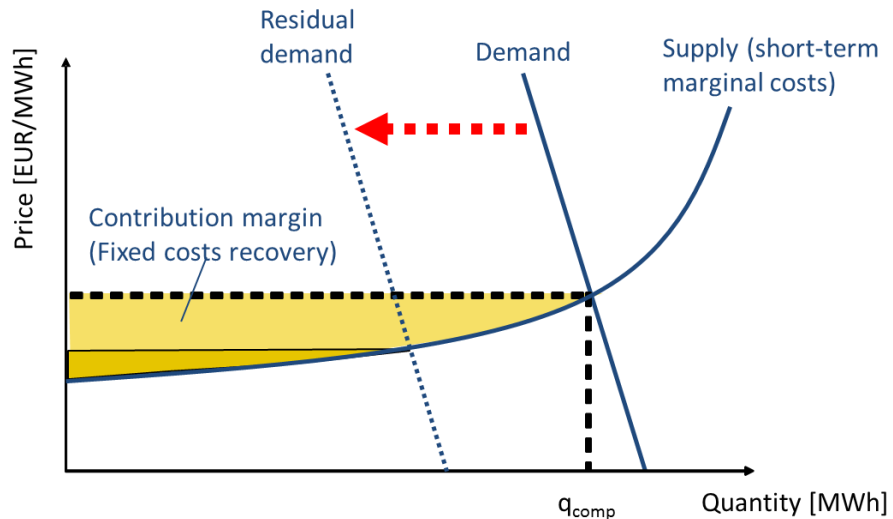 Residual
demand
Demand
Supply (short-term
marginal costs)
Price [EUR/MWh]
Contribution margin
(Fixed costs recovery)
qcomp
Quantity [MWh]